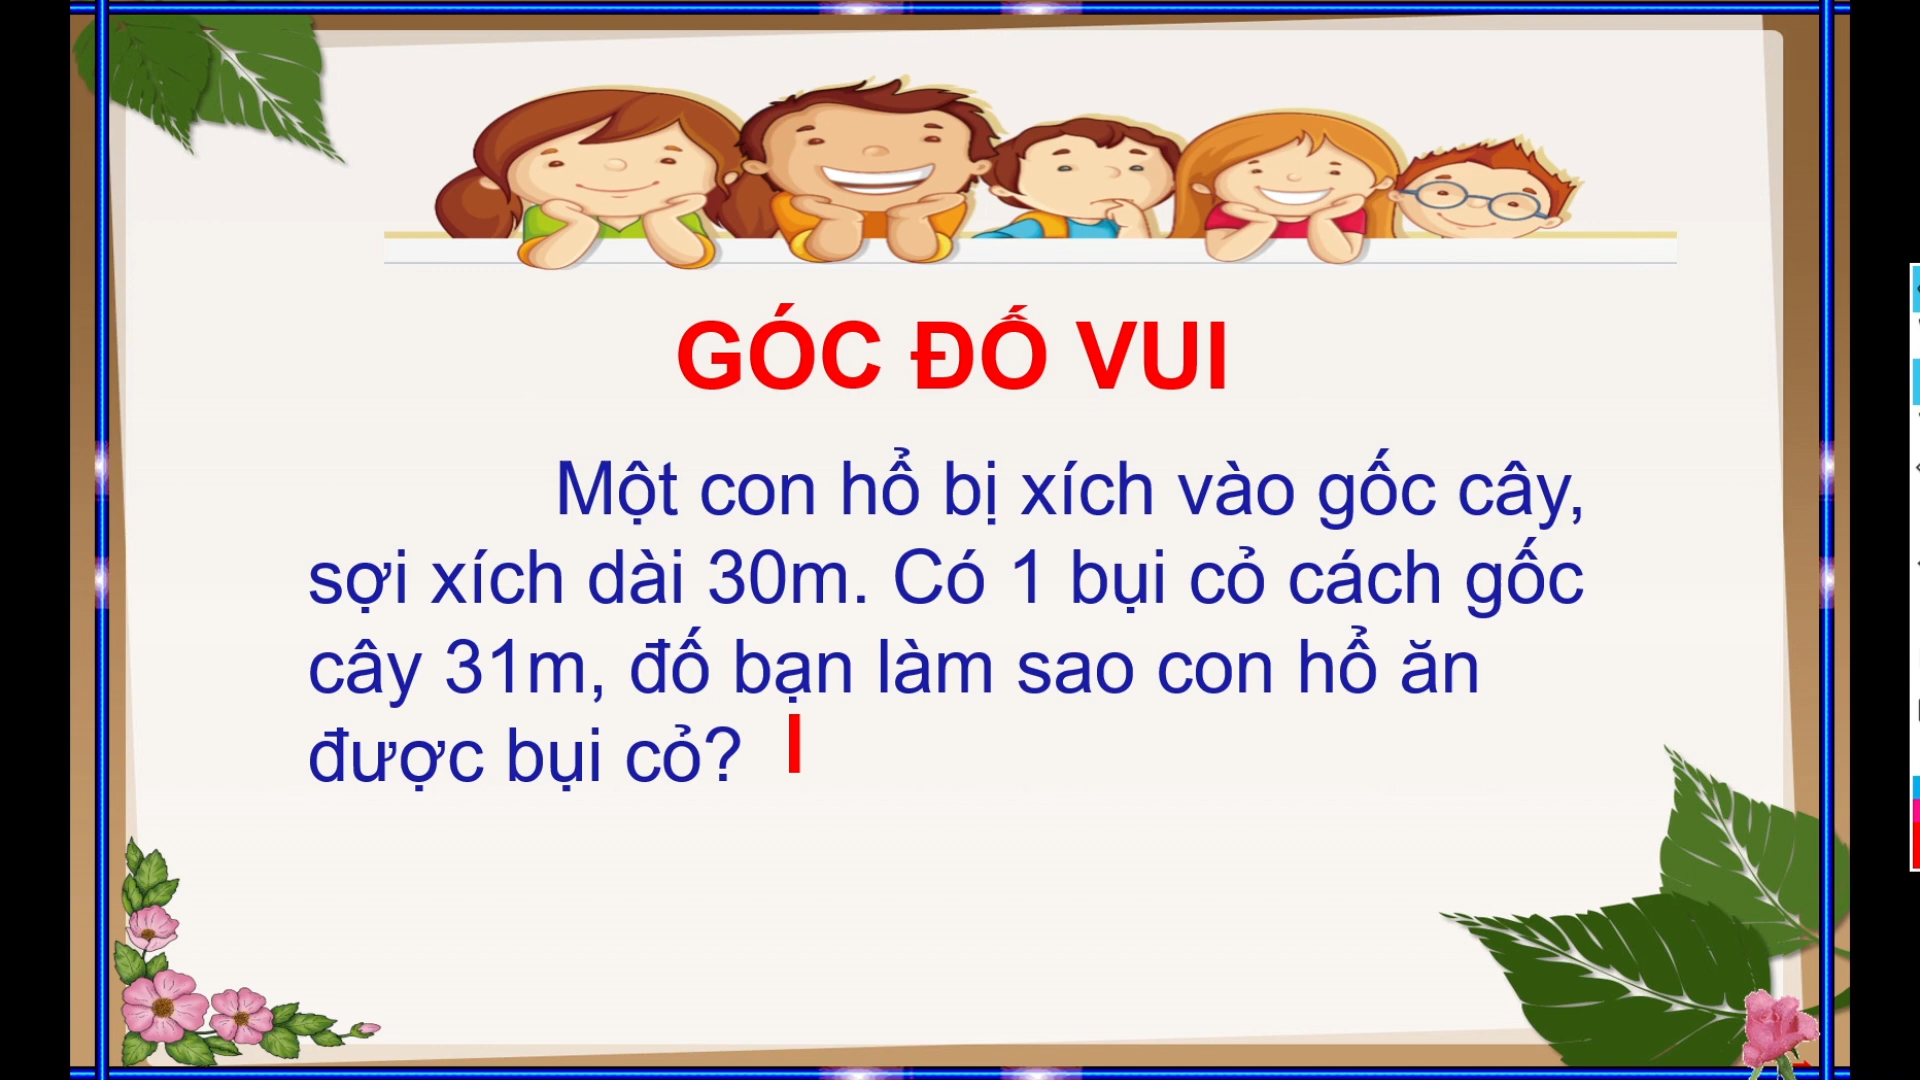 GÓC ĐỐ VUI
Một con hổ bị xích vào gốc cây,
sợi xích dài 30m. Có 1 bụi cỏ cách gốc
cây 31m, đố bạn làm sao con hổ ăn
được bụi cỏ?